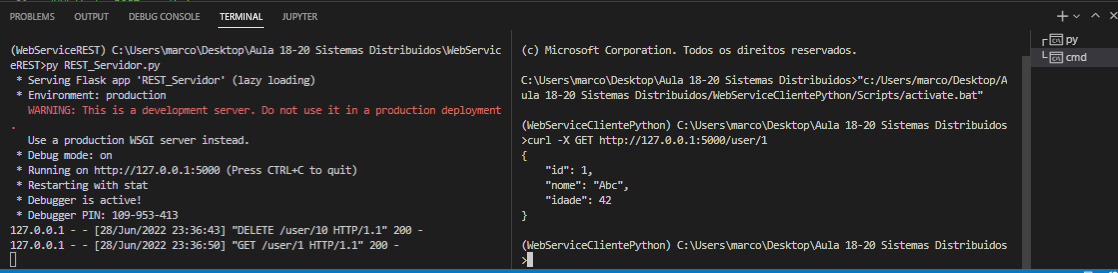 PROBLEMS OUTPUT DEBUG CONSOLE TERMINAL JUPYTER
(WebServiceREST) C:\Users\marco\Desktop\Aula 18-20 Sistemas Distribuidos\WebServic
eREST>py REST_Servidor.py
* Serving Flask app 'REST_Servidor' (lazy loading)
* Environment: production
WARNING: This is a development server. Do not use it in a production deployment
.
Use a production WSGI server instead.
* Debug mode: on
* Running on http://127.0.0.1:5000 (Press CTRL+C to quit)
* Restarting with stat
* Debugger is active!
* Debugger PIN: 109-953-413
127.0.0.1 - - [28/Jun/2022 23:36:43] "DELETE /user/10 HTTP/1.1" 200 -
127.0.0.1 - - [28/Jun/2022 23:36:50] "GET /user/1 HTTP/1.1" 200 -
(c) Microsoft Corporation. Todos os direitos reservados.
C:\Users\marco\Desktop\Aula 18-20 Sistemas Distribuidos>"c:/Users/marco/Desktop/A
ula 18-20 Sistemas Distribuidos/WebServiceClientePython/Scripts/activate.bat"
(WebServiceClientePython) C:\Users\marco\Desktop\Aula 18-20 Sistemas Distribuidos
>curl -X GET http://127.0.0.1:5000/user/1
{
"id": 1,
"nome": "Abc",
"idade": 42
}
(WebServiceClientePython) C:\Users\marco\Desktop\Aula 18-20 Sistemas Distribuidos
>
py
cmd